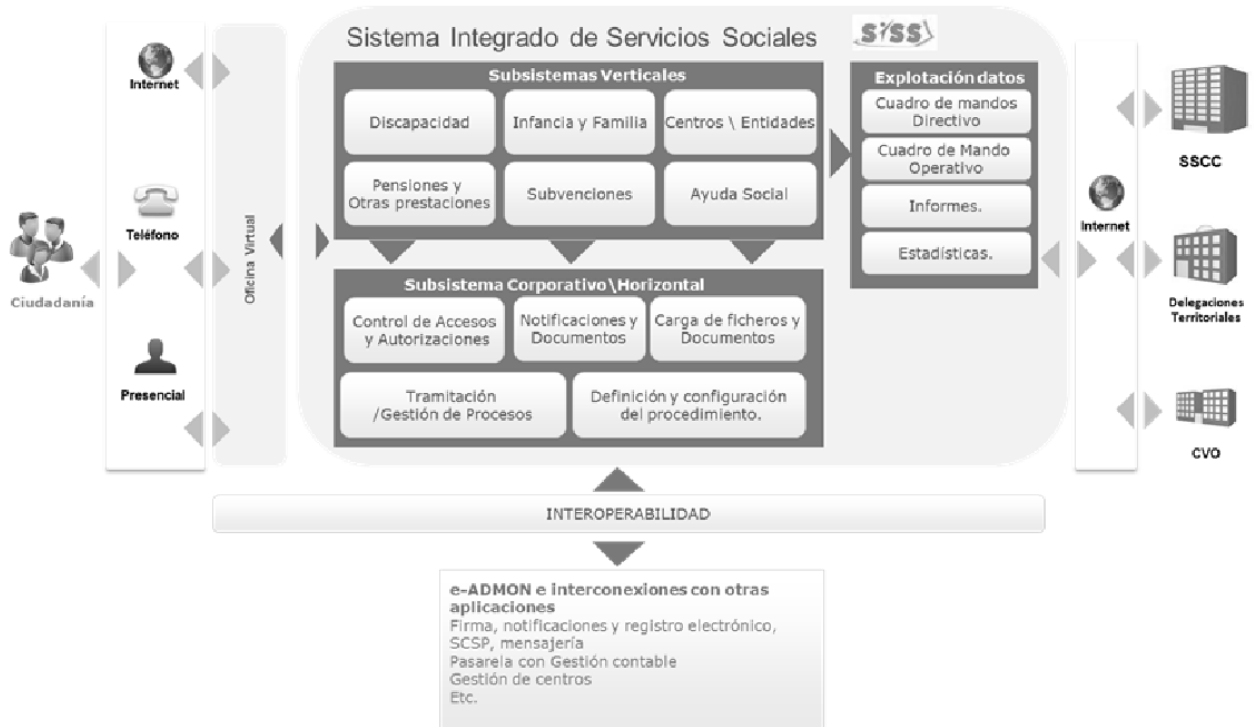 Sistema Integrado de Servicios Sociales
SISS
Internet
Teléfono
Presencial
Ciudadanía
Oficina Virtual
Subsistemas Verticales
Discapacidad
Infancia y Familia
Centros \ Entidades
Pensiones y
Otras prestaciones
Subvenciones
Ayuda Social
Subsistema Corporativo\Horizontal
Control de Accesos
y Autorizaciones
Notificaciones y
Documentos
Carga de ficheros y
Documentos
Tramitación
/Gestión de Procesos
Definición y configuración
del procedimiento.
Explotación datos
Cuadro de mandos
Directivo
Cuadro de Mando
Operativo
Informes.
Estadísticas.
Internet
SSCC
Delegaciones
Territoriales
CVO
INTEROPERABILIDAD
e-ADMON e interconexiones con otras
aplicaciones
Firma, notificaciones y registro electrónico,
SCSP, mensajería
Pasarela con Gestión contable
Gestión de centros
Etc.